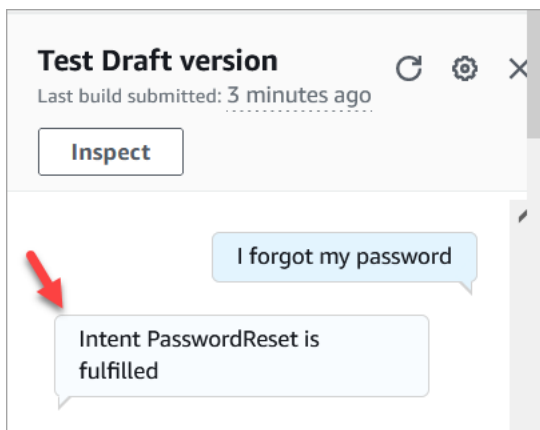 Test Draft version
Last build submitted: 3 minutes ago
Inspect
I forgot my password
Intent PasswordReset is
fulfilled